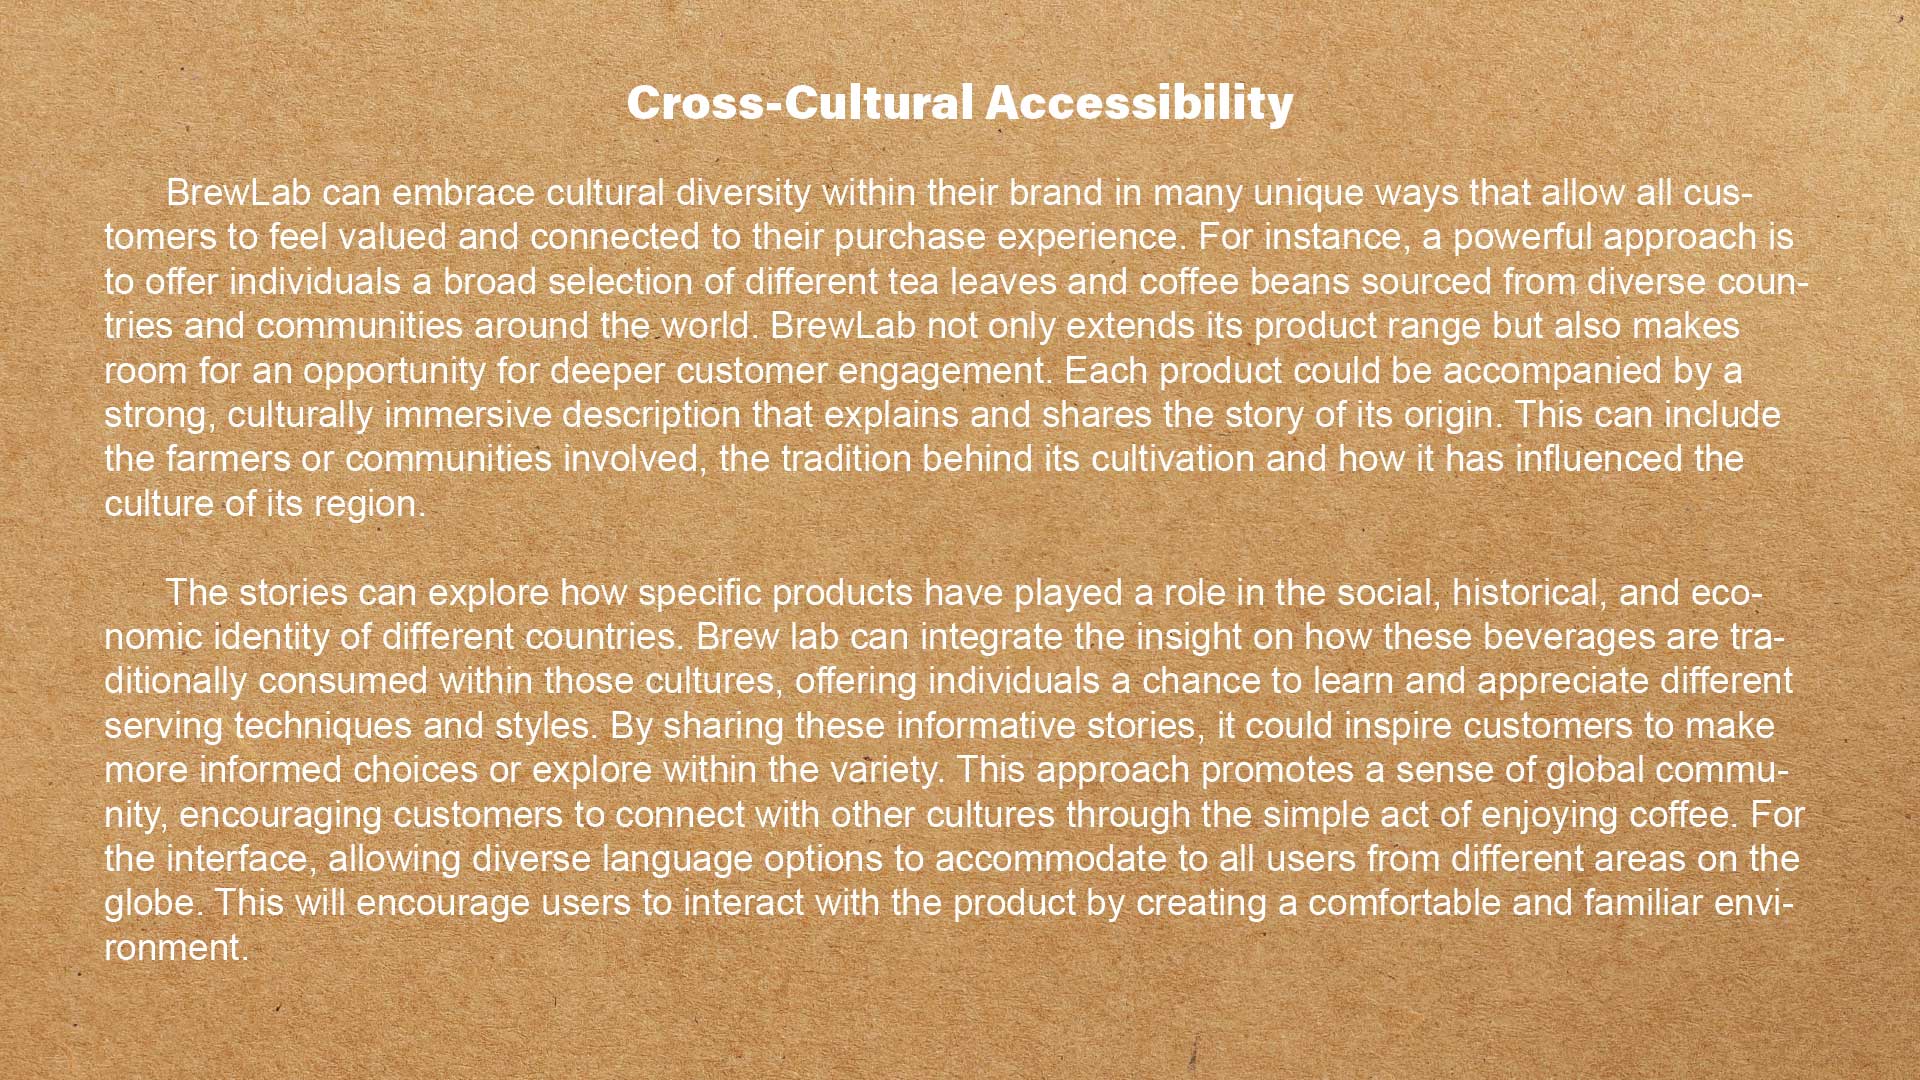 Cross-Cultural Accessibility
BrewLab can embrace cultural diversity within their brand in many unique ways that allow all cus-
tomers to feel valued and connected to their purchase experience. For instance, a powerful approach is
to offer individuals a broad selection of different tea leaves and coffee beans sourced from diverse coun-
tries and communities around the world. BrewLab not only extends its product range but also makes
room for an opportunity for deeper customer engagement. Each product could be accompanied by a
strong, culturally immersive description that explains and shares the story of its origin. This can include
the farmers or communities involved, the tradition behind its cultivation and how it has influenced the
culture of its region.
The stories can explore how specific products have played a role in the social, historical, and eco-
nomic identity of different countries. Brew lab can integrate the insight on how these beverages are tra-
ditionally consumed within those cultures, offering individuals a chance to learn and appreciate different
serving techniques and styles. By sharing these informative stories, it could inspire customers to make
more informed choices or explore within the variety. This approach promotes a sense of global commu-
nity, encouraging customers to connect with other cultures through the simple act of enjoying coffee. For
the interface, allowing diverse language options to accommodate to all users from different areas on the
globe. This will encourage users to interact with the product by creating a comfortable and familiar envi-
ronment.